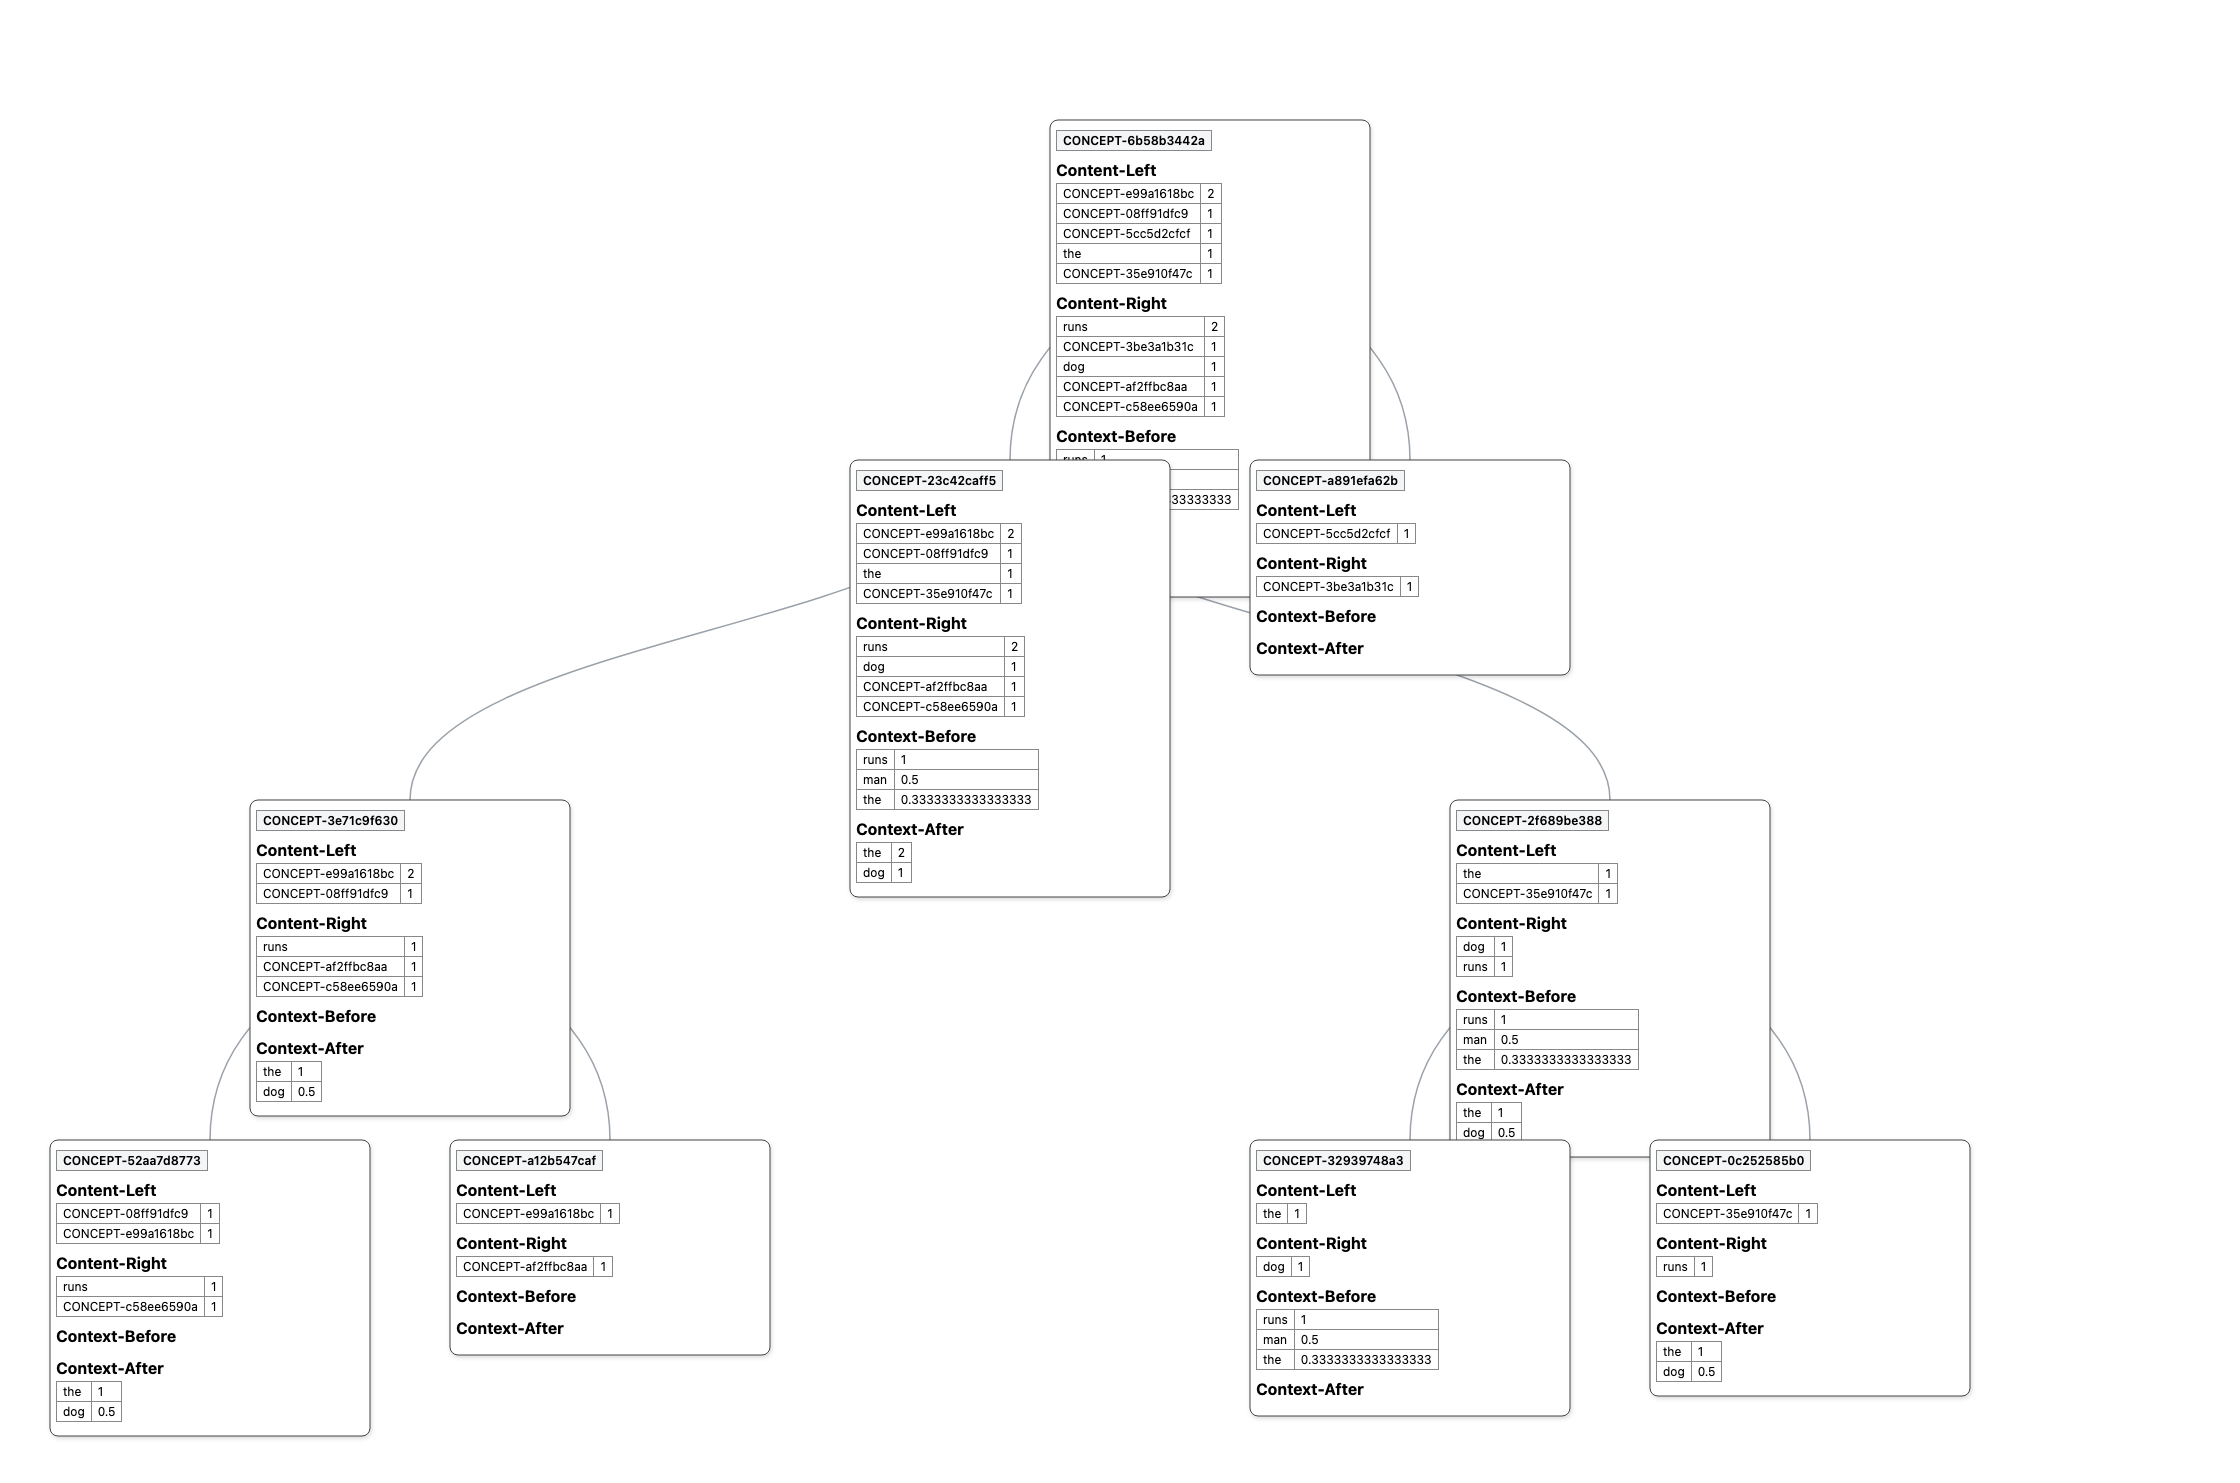 CONCEPT-6b58b3442a
Content-Left
CONCEPT-e99a1618bc 2
CONCEPT-08ff91dfc9 1
CONCEPT-5cc5d2cfcf 1
the 1
CONCEPT-35e910f47c 1
Content-Right
runs 2
CONCEPT-3be3a1b31c 1
dog 1
CONCEPT-af2ffbc8aa 1
CONCEPT-c58ee6590a 1
Context-Before
runs 1
33333333
CONCEPT-23c42caff5
Content-Left
CONCEPT-e99a1618bc 2
CONCEPT-08ff91dfc9 1
the 1
CONCEPT-35e910f47c 1
Content-Right
runs 2
dog 1
CONCEPT-af2ffbc8aa 1
CONCEPT-c58ee6590a 1
Context-Before
runs 1
man 0.5
the 0.3333333333333333
Context-After
the 2
dog 1
CONCEPT-a891efa62b
Content-Left
CONCEPT-5cc5d2cfcf 1
Content-Right
CONCEPT-3be3a1b31c 1
Context-Before
Context-After
CONCEPT-3e71c9f630
Content-Left
CONCEPT-e99a1618bc 2
CONCEPT-08ff91dfc9 1
Content-Right
runs 1
CONCEPT-af2ffbc8aa 1
CONCEPT-c58ee6590a 1
Context-Before
Context-After
the 1
dog 0.5
CONCEPT-2f689be388
Content-Left
the 1
CONCEPT-35e910f47c 1
Content-Right
dog 1
runs 1
Context-Before
runs 1
man 0.5
the 0.3333333333333333
Context-After
the 1
dog 0.5
CONCEPT-52aa7d8773
Content-Left
CONCEPT-08ff91dfc9 1
CONCEPT-e99a1618bc 1
Content-Right
runs 1
CONCEPT-c58ee6590a 1
Context-Before
Context-After
the 1
dog 0.5
CONCEPT-a12b547caf
Content-Left
CONCEPT-e99a1618bc 1
Content-Right
CONCEPT-af2ffbc8aa 1
Context-Before
Context-After
CONCEPT-32939748a3
Content-Left
the 1
Content-Right
dog 1
Context-Before
runs 1
man 0.5
the 0.3333333333333333
Context-After
CONCEPT-0c252585b0
Content-Left
CONCEPT-35e910f47c 1
Content-Right
runs 1
Context-Before
Context-After
the 1
dog 0.5